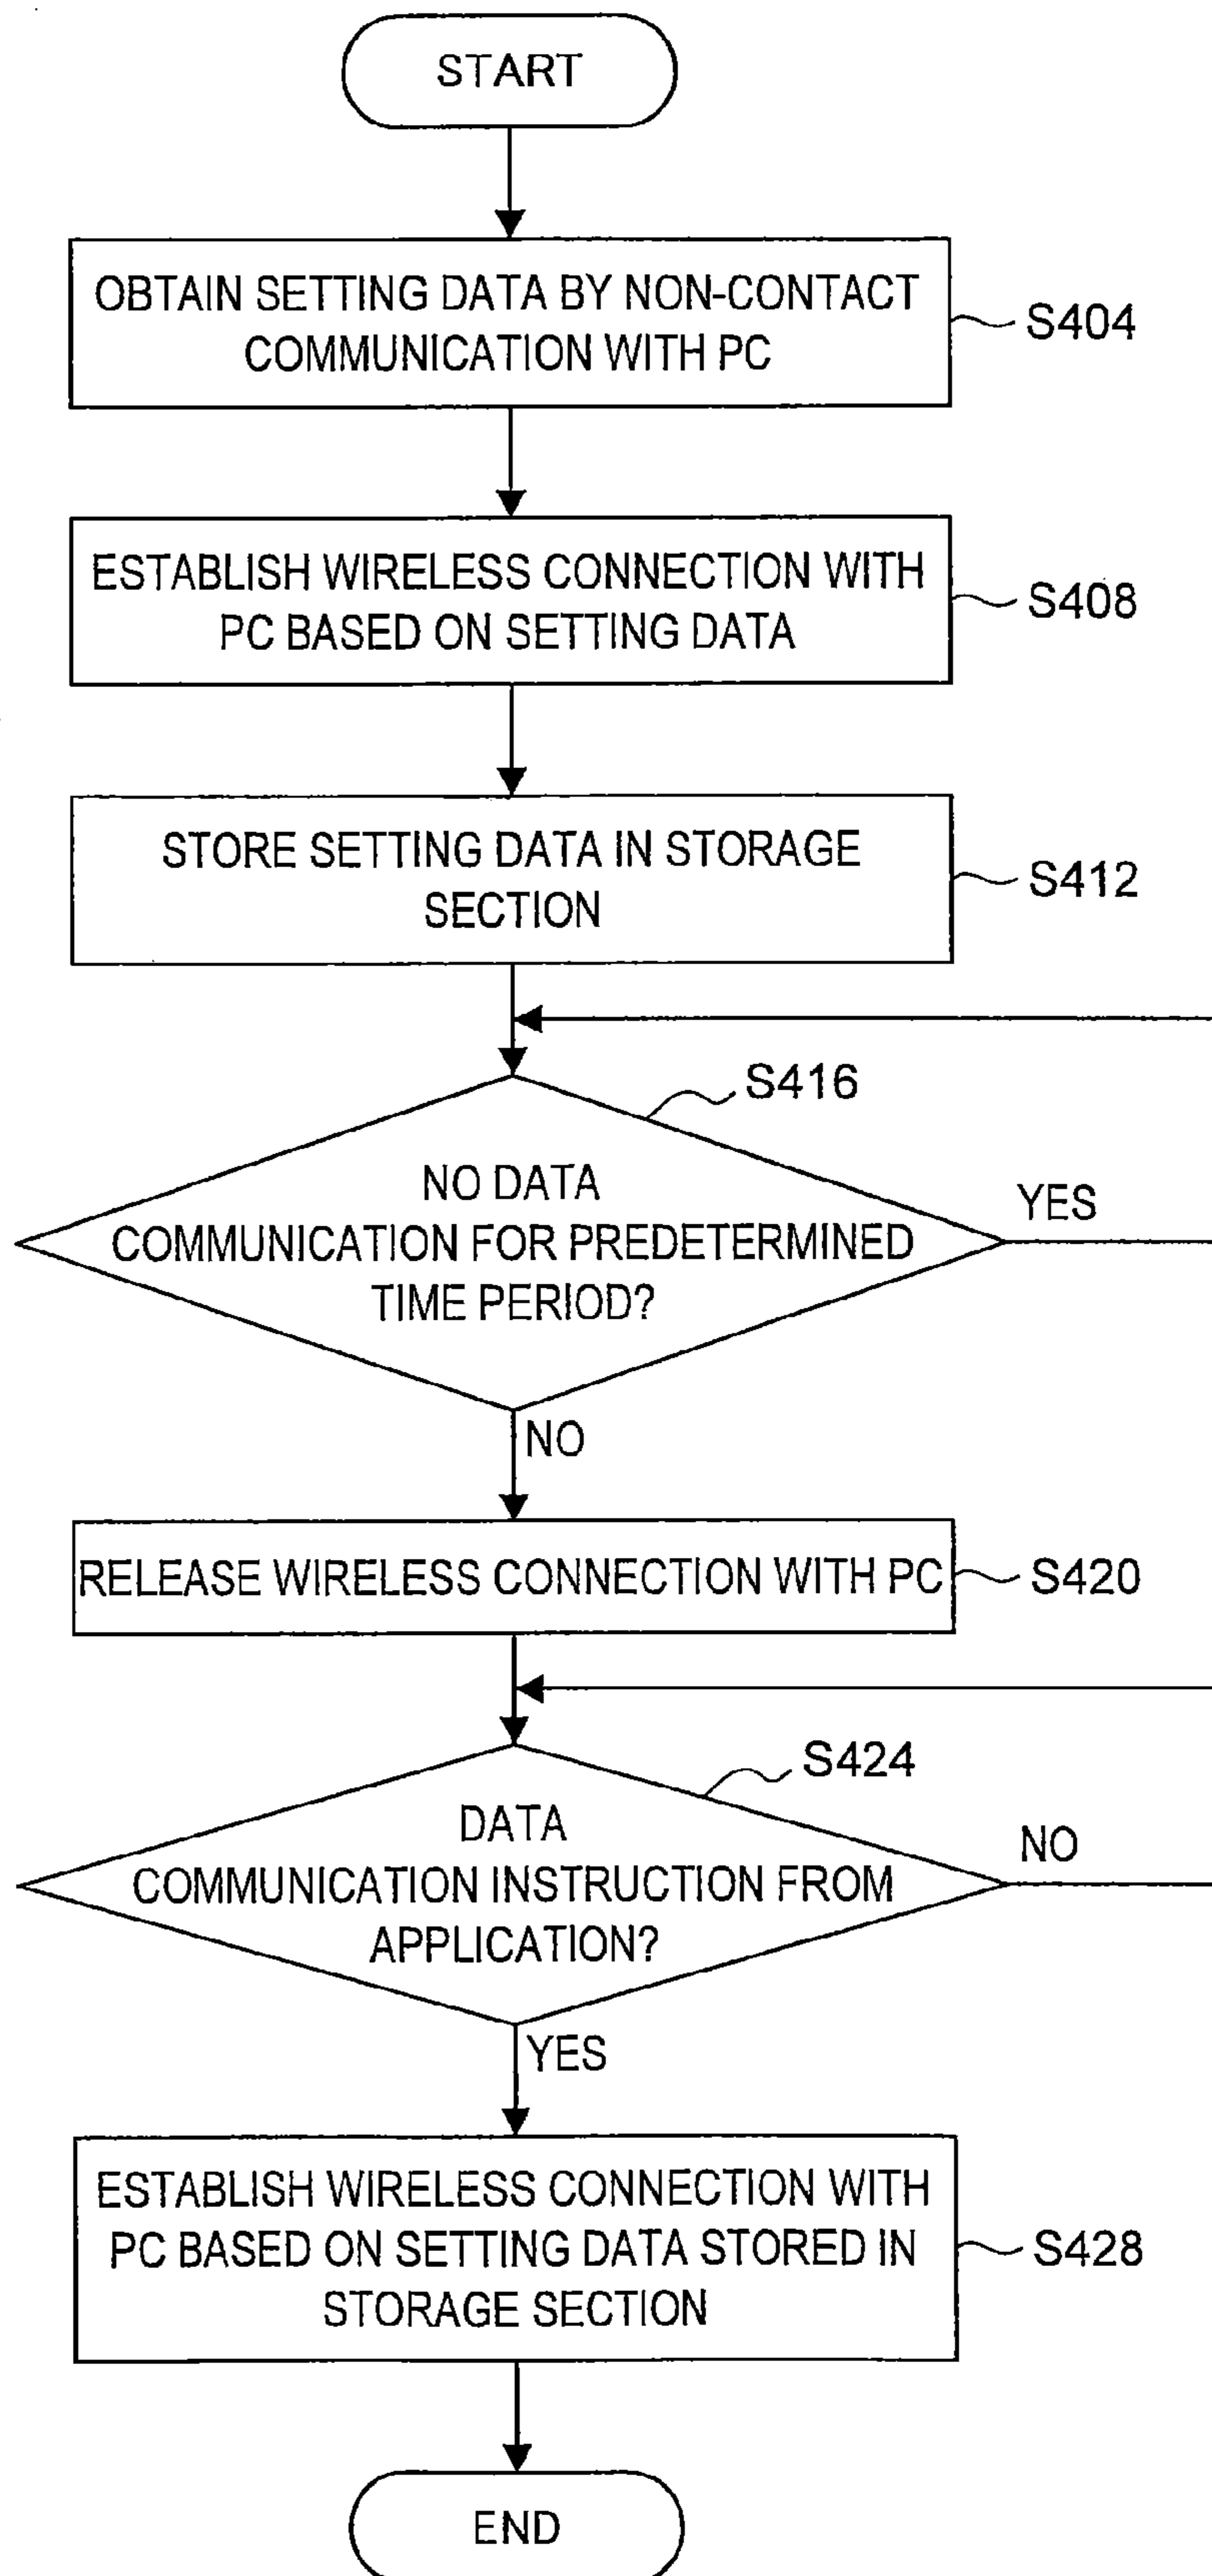 START
OBTAIN SETTING DATA BY NON-CONTACT
COMMUNICATION WITH PC
S404
ESTABLISH WIRELESS CONNECTION WITH
PC BASED ON SETTING DATA
S408
STORE SETTING DATA IN STORAGE
SECTION
S412
S416
NO DATA
COMMUNICATION FOR PREDETERMINED
TIME PERIOD?
YES
NO
RELEASE WIRELESS CONNECTION WITH PC
S420
S424
DATA
COMMUNICATION INSTRUCTION FROM
APPLICATION?
NO
YES
ESTABLISH WIRELESS CONNECTION WITH
PC BASED ON SETTING DATA STORED IN
STORAGE SECTION
S428
END